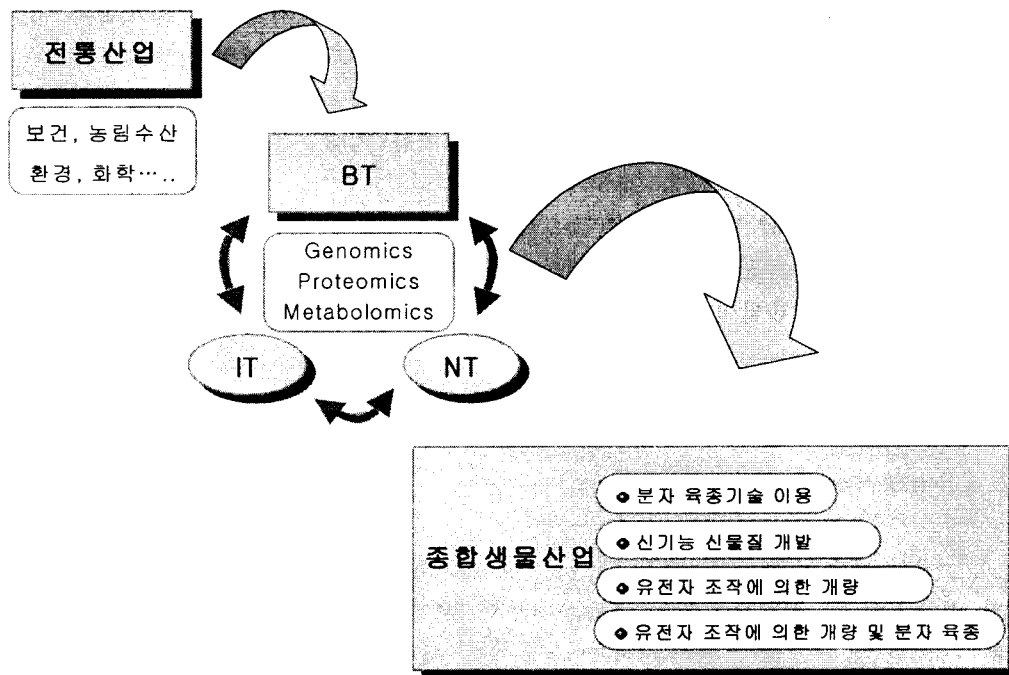 전통산업
보건, 농림수산
환경, 화학…..
BT
Genomics
Proteomics
Metabolomics
IT
NT
종합생물산업
분자 육종기술 이용
신기능 신물질 개발
유전자 조작에 의한 개량
유전자 조작에 의한 개량 및 분자 육종